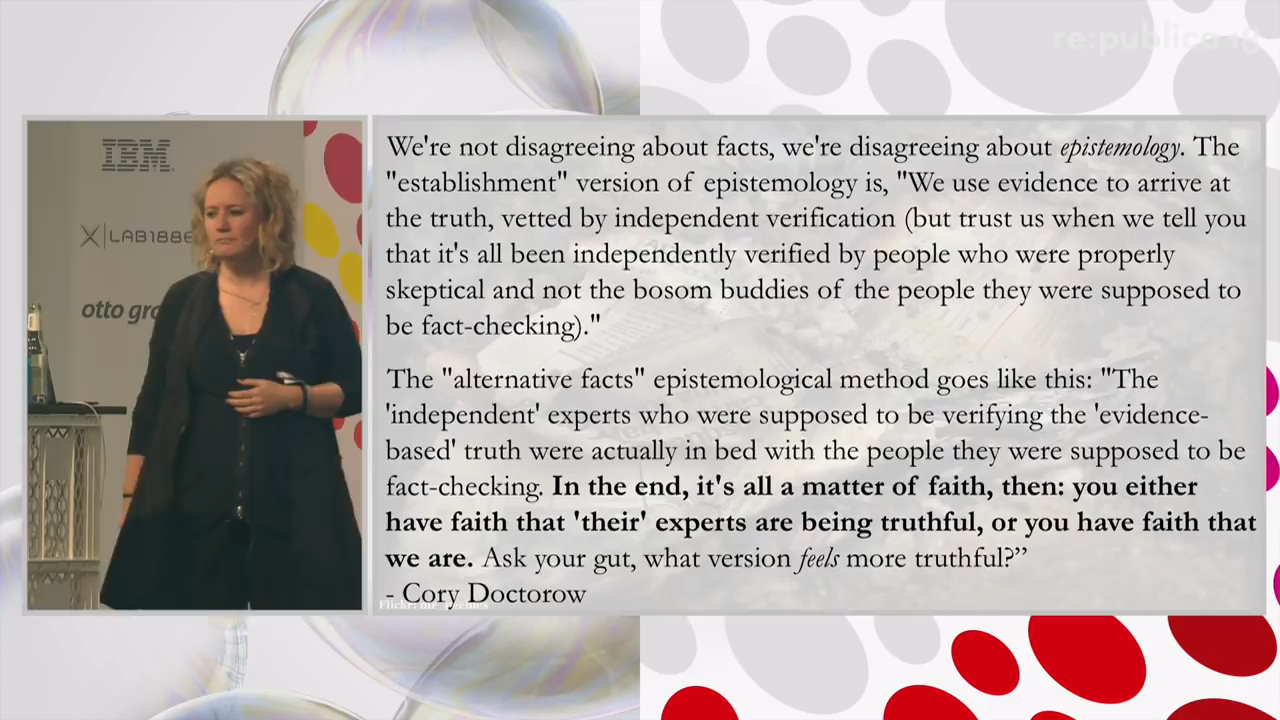 re:publica 18
IBM
X|LAB1886
otto gro
We're not disagreeing about facts, we're disagreeing about epistemology. The
"establishment" version of epistemology is, "We use evidence to arrive at
the truth, vetted by independent verification (but trust us when we tell you
that it's all been independently verified by people who were properly
skeptical and not the bosom buddies of the people they were supposed to
be fact-checking)."
The "alternative facts" epistemological method goes like this: "The
'independent' experts who were supposed to be verifying the 'evidence-
based' truth were actually in bed with the people they were supposed to be
fact-checking. In the end, it's all a matter of faith, then: you either
have faith that 'their' experts are being truthful, or you have faith that
we are. Ask your gut, what version feels more truthful?”
- Cory Doctorow
Flickr: